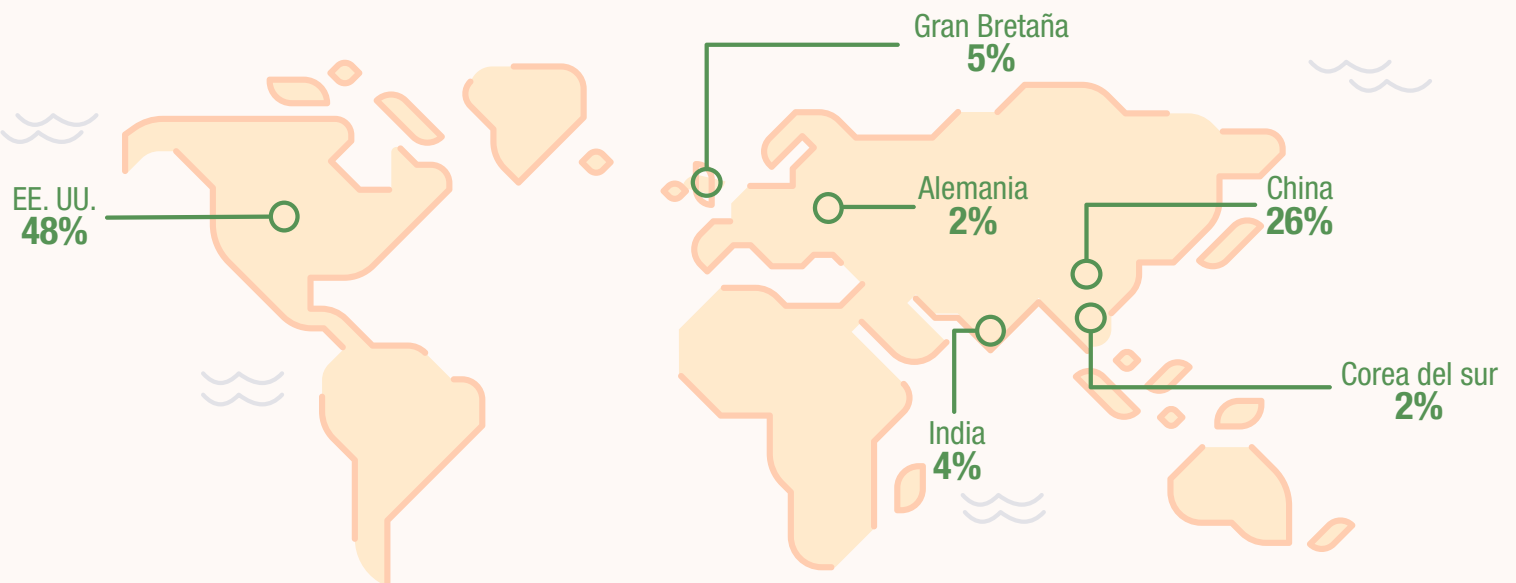 Gran Bretaña
5%
EE. UU.
48%
Alemania
2%
China
26%
India
4%
Corea del sur
2%